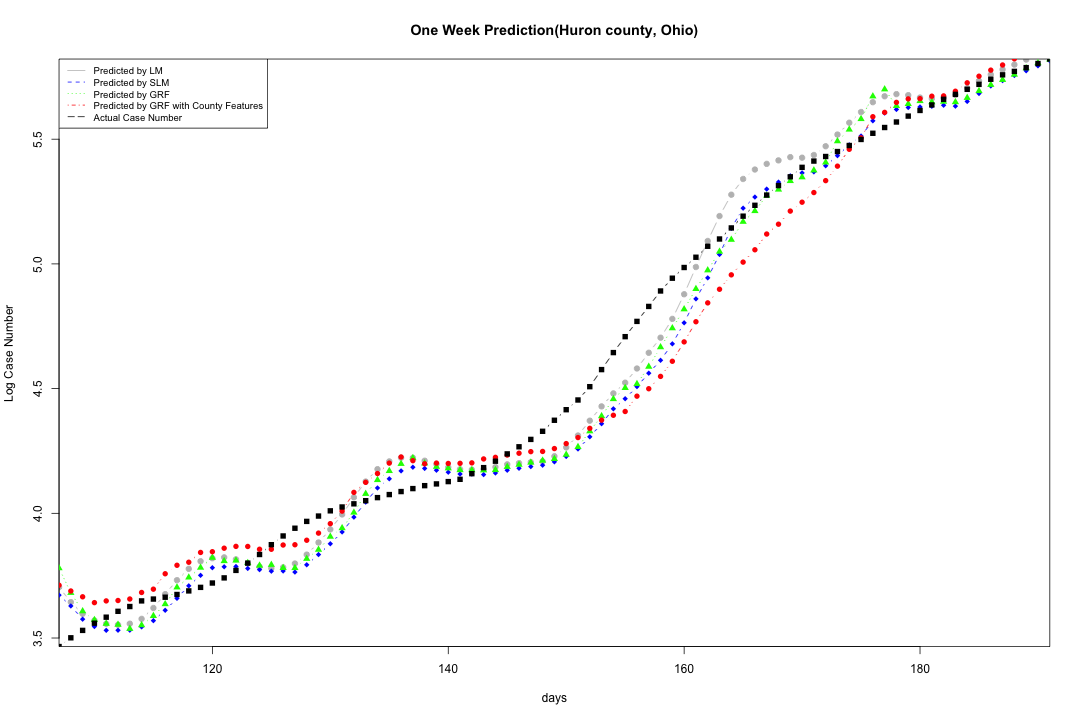 One Week Prediction(Huron county, Ohio)
Predicted by LM
Predicted by SLM
Predicted by GRF
Predicted by GRF with County Features
Actual Case Number
5.5
5.0
4.5
4.0
3.5
Log Case Number
120 140 160 180
days